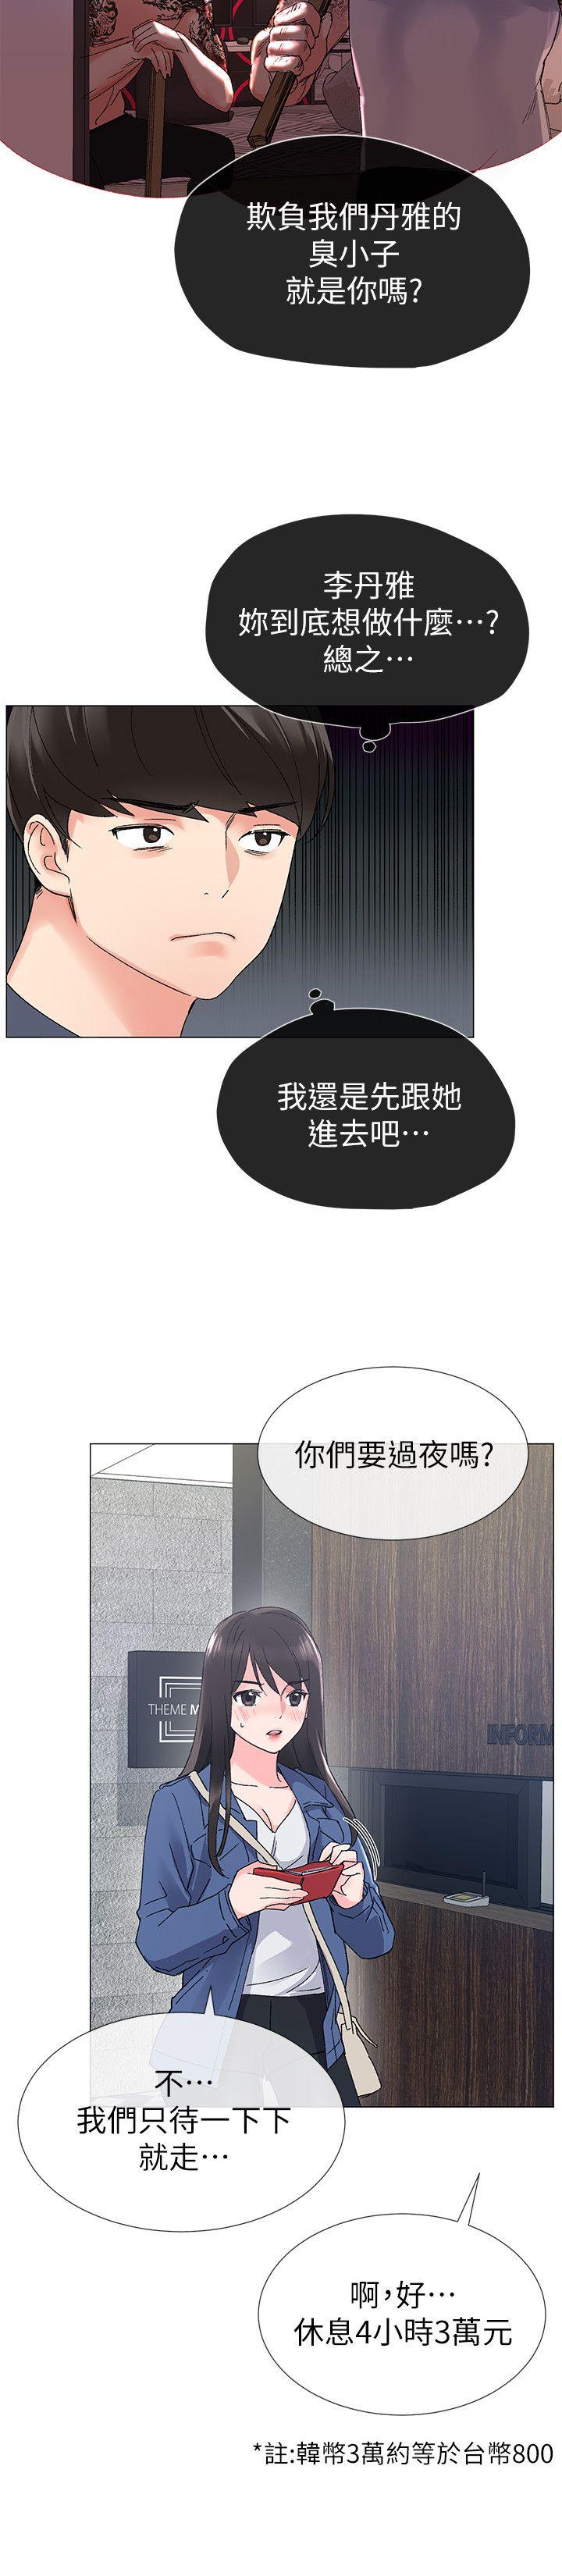 欺負我們丹雅的
臭小子
就是你嗎?
李丹雅
妳到底想做什麼⋯?
總之⋯
我還是先跟她
進去吧⋯
你們要過夜嗎?
THEME M
INFORM
不⋯
我們只待一下下
就走⋯
啊,好⋯
休息4小時3萬元
*註:韓幣3萬約等於台幣800